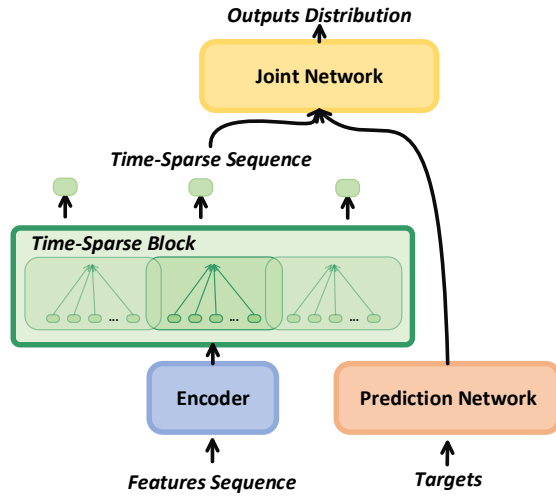 Outputs Distribution
Joint Network
Time-Sparse Sequence
Time-Sparse Block
... ... ...
Encoder
Prediction Network
Features Sequence
Targets